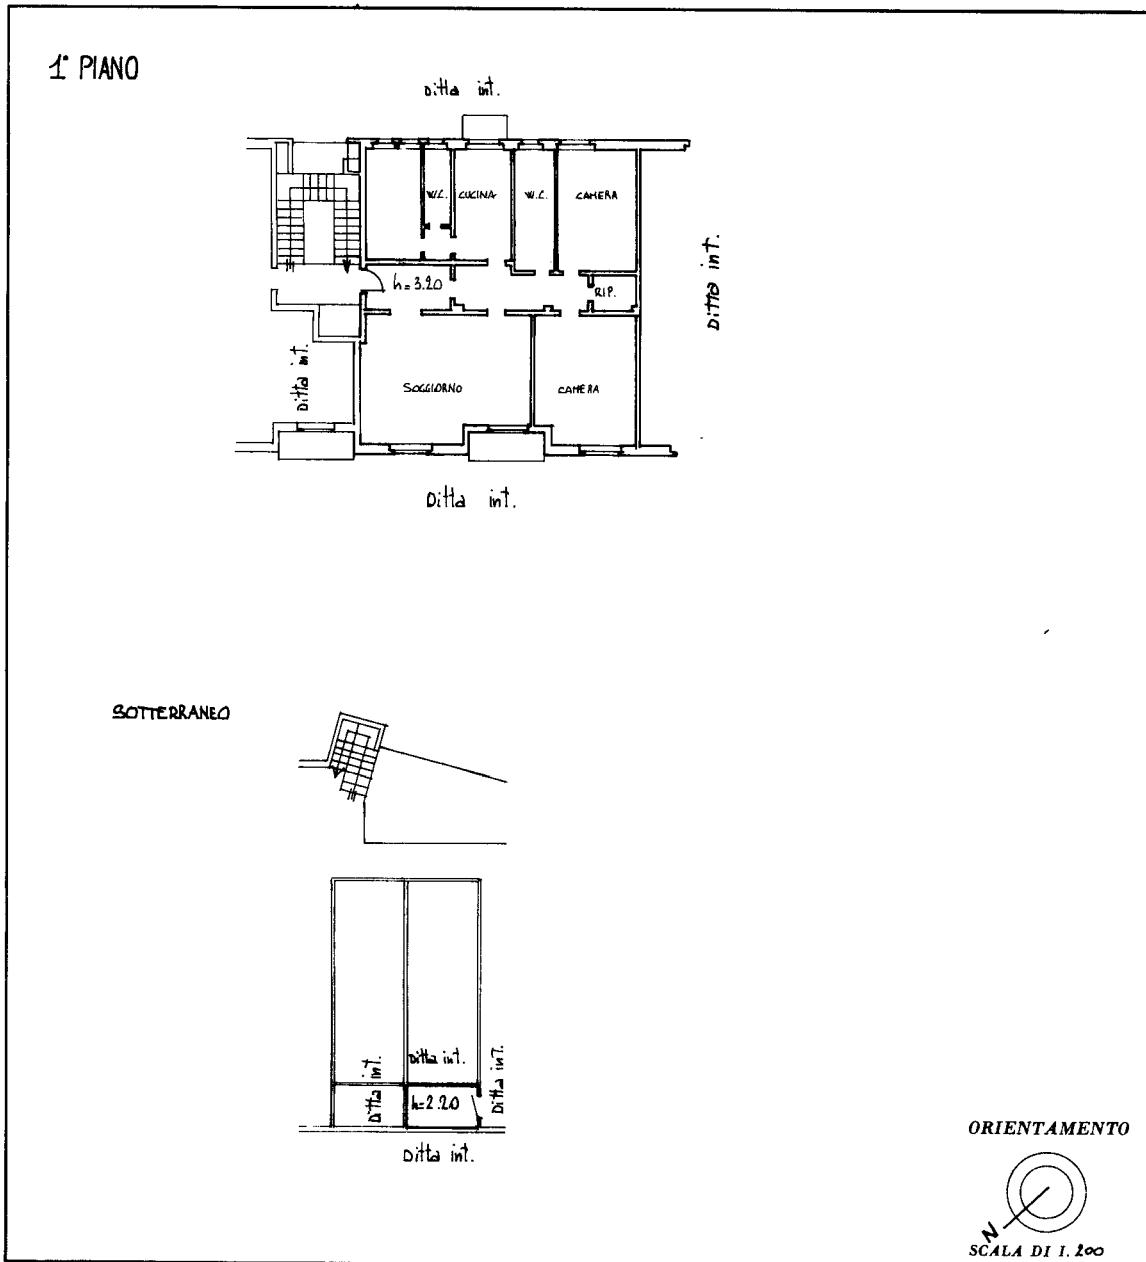 1° PIANO
Ditta int.
W.C. CUCINA W.C. CAMERA
h=3.20
RIP.
Ditta int.
Ditta int.
SOGGIORNO CAMERA
Ditta int.
SOTTERRANEO
Ditta int.
Ditta int.
Ditta int.
h=2.20
Ditta int.
ORIENTAMENTO
N
SCALA DI 1. 200